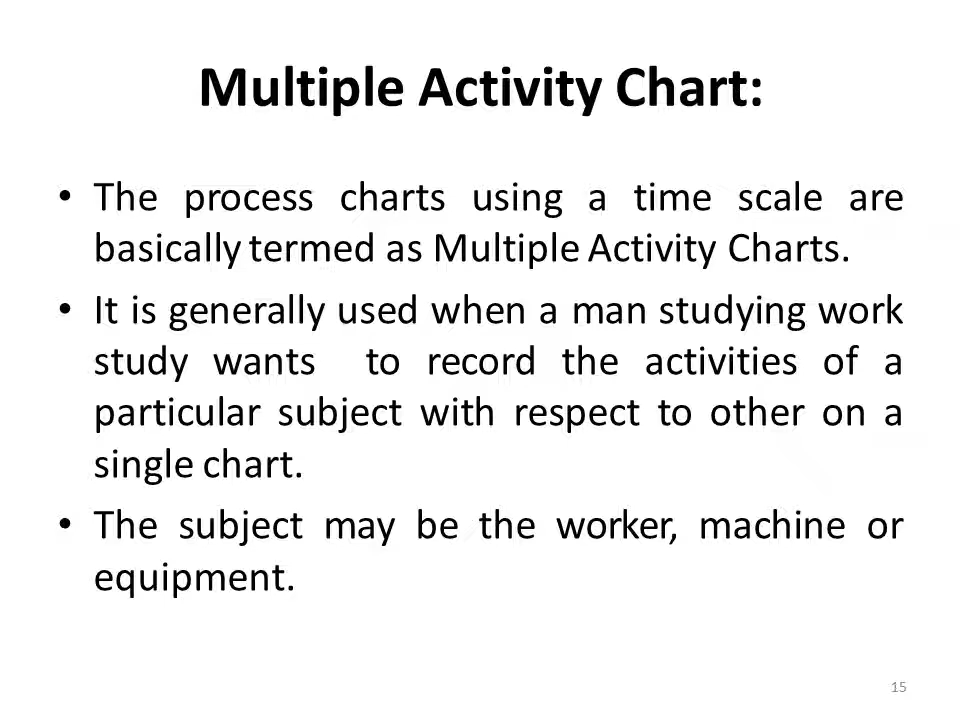 Multiple Activity Chart:
• The process charts using a time scale are
basically termed as Multiple Activity Charts.
• It is generally used when a man studying work
study wants to record the activities of a
particular subject with respect to other on a
single chart.
• The subject may be the worker, machine or
equipment.
15